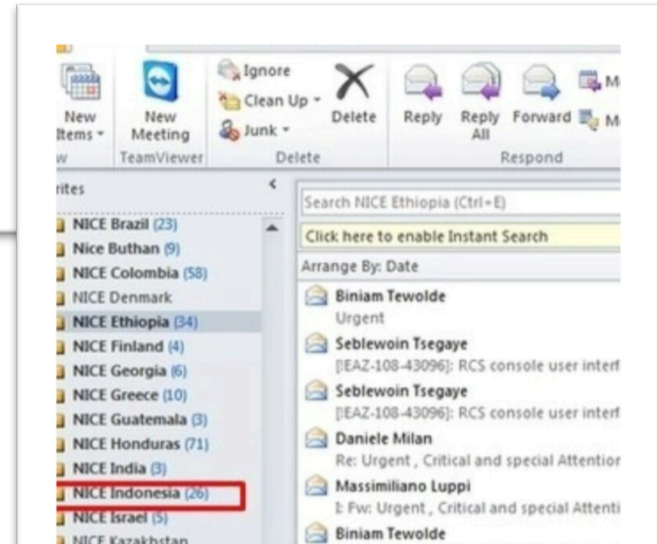 Ignore
Clean Up
Junk
New
Items
New
Meeting
Delete
Reply
Reply
All
Forward
M
M
w
TeamViewer
Delete
Respond
rites
NICE Brazil (23)
Nice Buthan (9)
NICE Colombia (58)
NICE Denmark
NICE Ethiopia (34)
NICE Finland (4)
NICE Georgia (6)
NICE Greece (10)
NICE Guatemala (3)
NICE Honduras (71)
NICE India (3)
NICE Indonesia (26)
NICE Israel (5)
NICE Kazakhstan
Search NICE Ethiopia (Ctrl+E)
Click here to enable Instant Search
Arrange By: Date
Biniam Tewolde
Urgent
Seblewoin Tsegaye
[!EAZ-108-43096]: RCS console user interf
Seblewoin Tsegaye
[!EAZ-108-43096]: RCS console user interf
Daniele Milan
Re: Urgent , Critical and special Attention
Massimiliano Luppi
I: Fw: Urgent , Critical and special Attenti
Biniam Tewolde